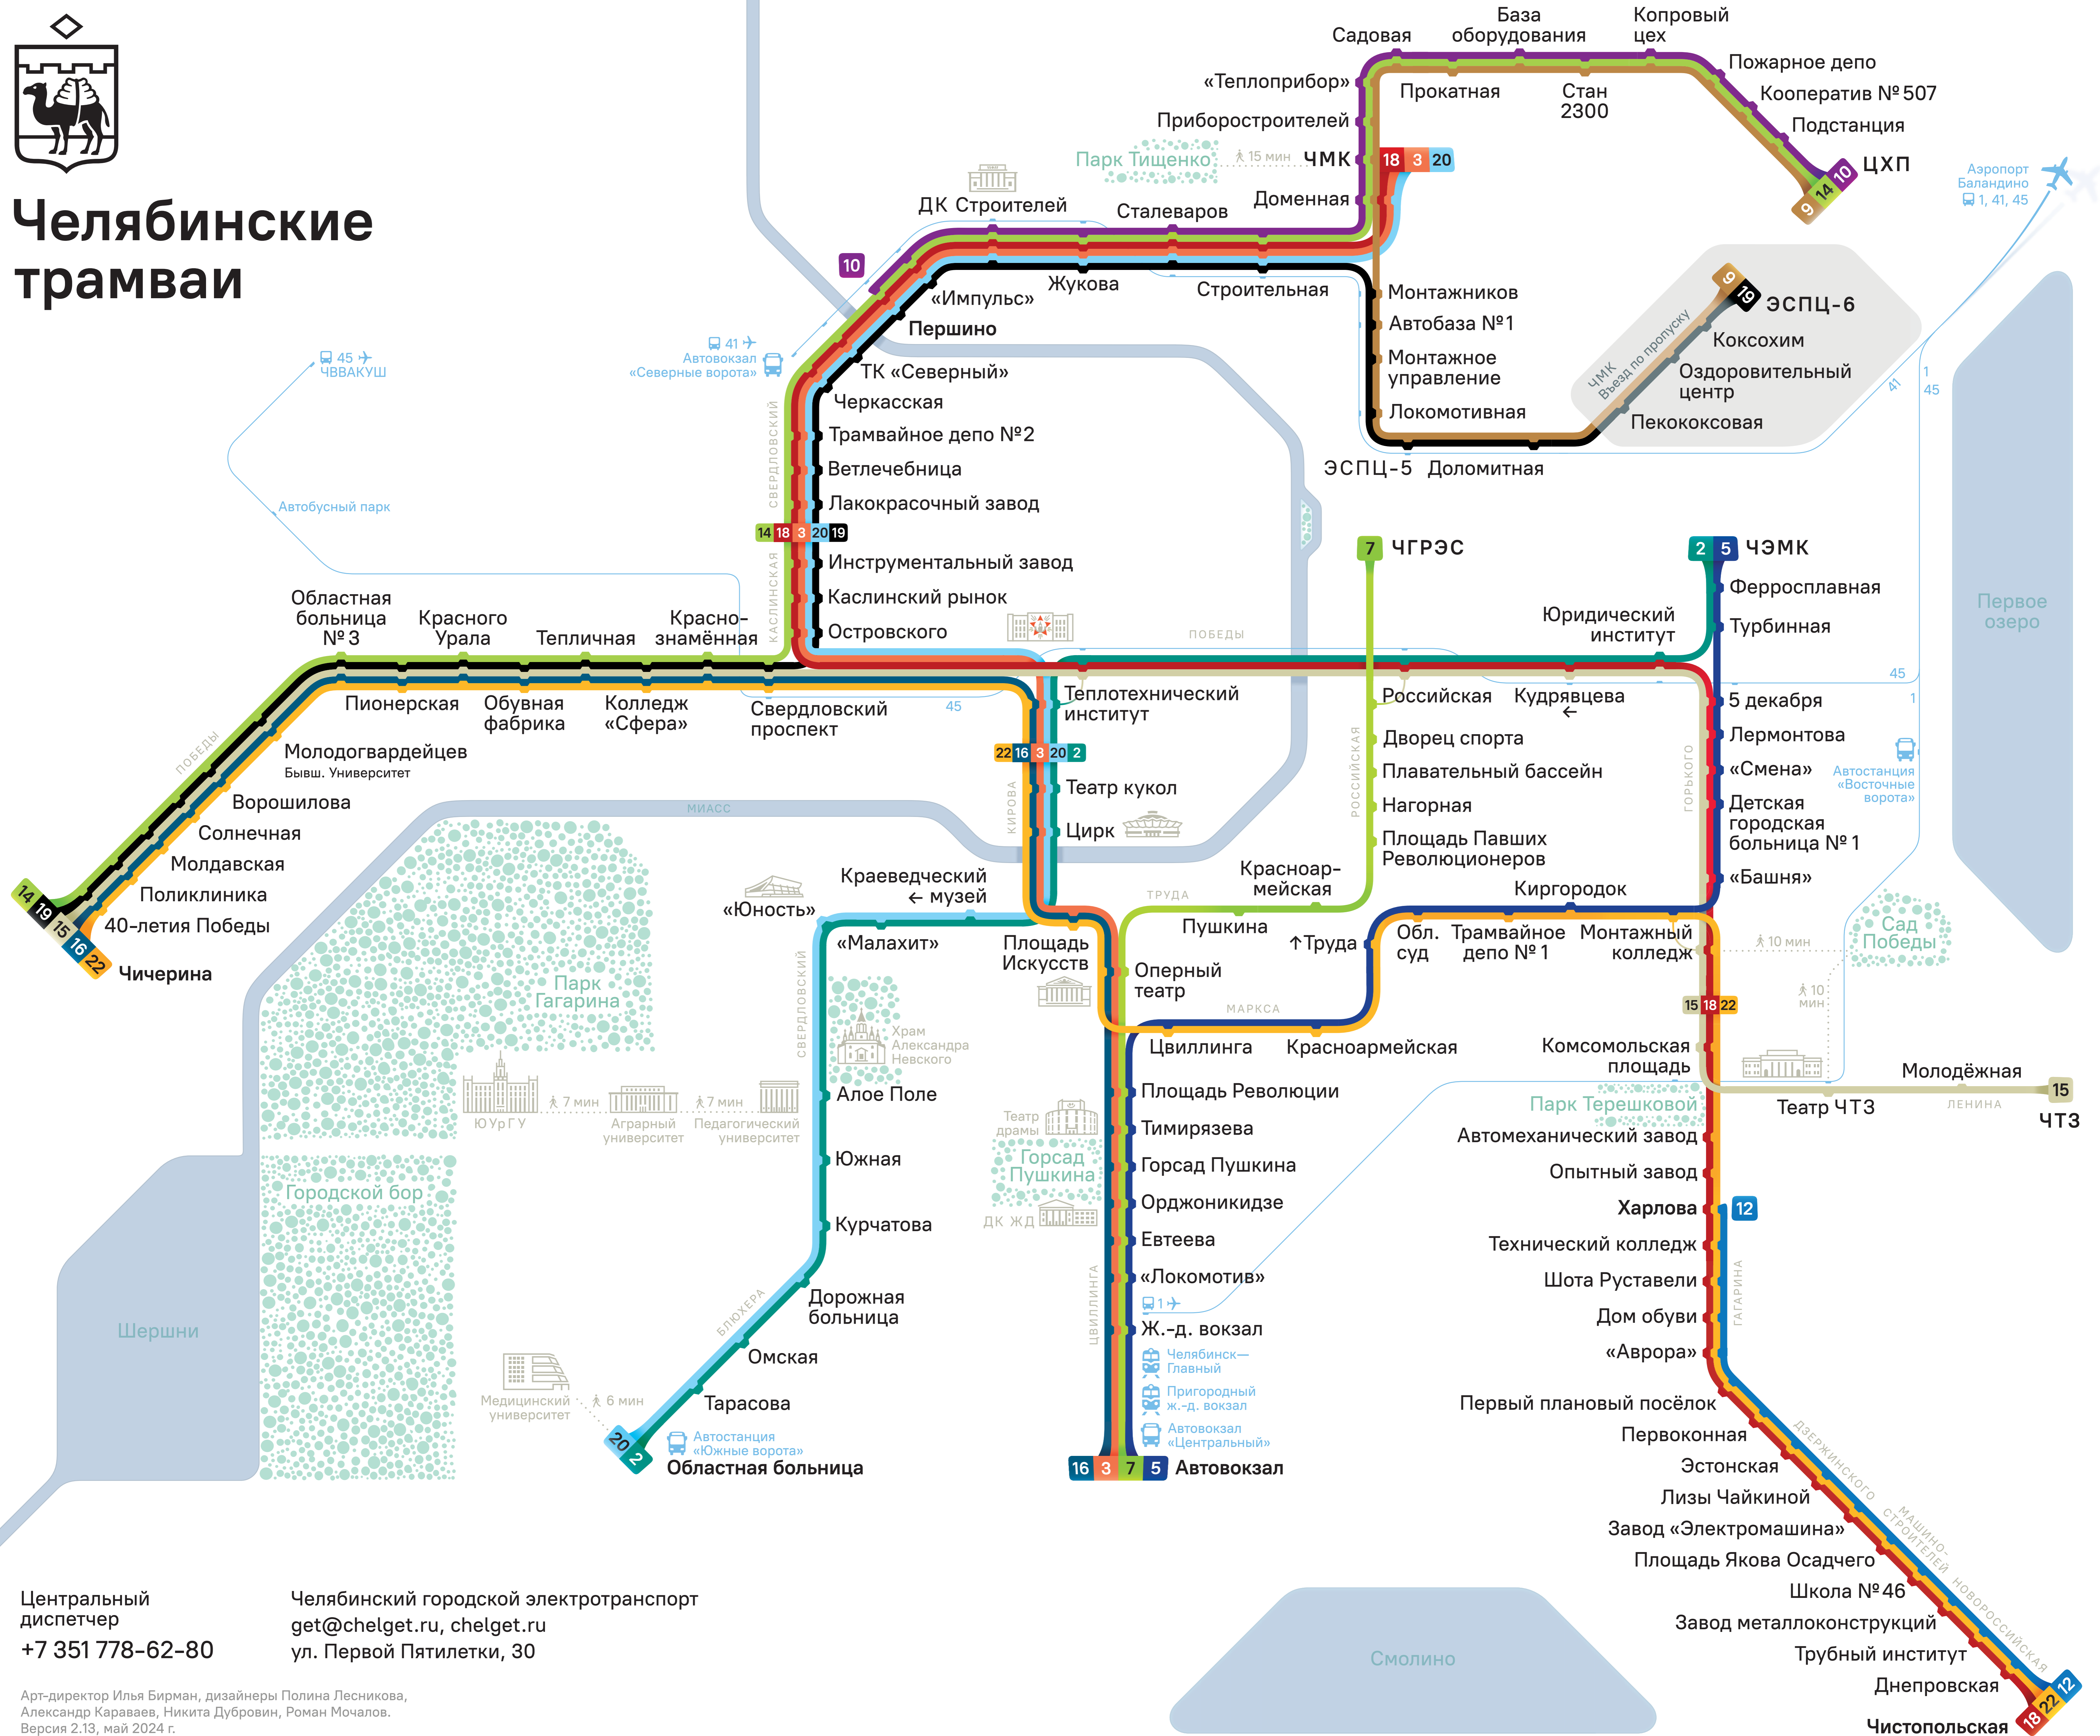 Челябинские
трамваи
Садовая
База
оборудования
Копровый
цех
Пожарное депо
Кооператив № 507
Подстанция
ЦХП
10
14
9
«Теплоприбор»
Прокатная
Стан
2300
Приборостроителей
Парк Тищенко
15 мин
ЧМК
18 3 20
Доменная
Аэропорт
Баландино
1, 41, 45
ДК Строителей
Сталеваров
10
«Импульс»
Жукова
Строительная
Першино
ТК «Северный»
Черкасская
Трамвайное депо № 2
Ветлечебница
Лакокрасочный завод
14 18 3 20 19
Инструментальный завод
Каслинский рынок
Островского
СВЕРДЛОВСКИЙ
КАСЛИНСКАЯ
41
Автовокзал
«Северные ворота»
45
ЧВВАКУШ
Автобусный парк
Монтажников
Автобаза № 1
Монтажное
управление
Локомотивная
ЭСПЦ-5
Доломитная
9
19
ЭСПЦ-6
Коксохим
Оздоровительный
центр
Пекококсовая
ЧМК
Въезд по пропуску
41
1
45
Первое
озеро
Областная
больница
№ 3
Красного
Урала
Тепличная
Красно-
знамённая
Пионерская
Обувная
фабрика
Колледж
«Сфера»
Свердловский
проспект
45
ПОБЕДЫ
Молодогвардейцев
Бывш. Университет
Ворошилова
Солнечная
Молдавская
Поликлиника
40-летия Победы
14
19
15
16
22
Чичерина
ПОБЕДЫ
7 ЧГРЭС
2 5 ЧЭМК
Ферросплавная
Турбинная
Юридический
институт
Теплотехнический
институт
Российская
Кудрявцева
←
5 декабря
Лермонтова
«Смена»
Детская
городская
больница № 1
«Башня»
45
1
Автостанция
«Восточные
ворота»
22 16 3 20 2
КИРОВА
Театр кукол
Цирк
МИАСС
РОССИЙСКАЯ
Дворец спорта
Плавательный бассейн
Нагорная
Площадь Павших
Революционеров
ГОРЬКОГО
Краеведческий
← музей
«Юность»
«Малахит»
Площадь
Искусств
ТРУДА
Красноар-
мейская
Пушкина
Оперный
театр
↑Труда
Обл.
суд
Трамвайное
депо № 1
Киргородок
Монтажный
колледж
10 мин
Сад
Победы
10
мин
15 18 22
МАРКСА
Цвиллинга
Красноармейская
Комсомольская
площадь
Парк Терешковой
Театр ЧТЗ
Молодёжная
ЛЕНИНА
15
ЧТЗ
Парк
Гагарина
СВЕРДЛОВСКИЙ
Храм
Александра
Невского
ЮУрГУ
7 мин
Аграрный
университет
7 мин
Педагогический
университет
Алое Поле
Южная
Курчатова
Дорожная
больница
БЛЮХЕРА
Омская
Тарасова
Медицинский
университет
6 мин
20
2
Автостанция
«Южные ворота»
Областная больница
Городской бор
Шершни
Площадь Революции
Тимирязева
Горсад Пушкина
Орджоникидзе
Евтеева
«Локомотив»
1
Ж.-д. вокзал
Челябинск—
Главный
Пригородный
ж.-д. вокзал
Автовокзал
«Центральный»
16 3 7 5 Автовокзал
Театр
драмы
Горсад
Пушкина
ДК ЖД
ЦВИЛЛИНГА
Автомеханический завод
Опытный завод
Харлова
12
Технический колледж
Шота Руставели
Дом обуви
«Аврора»
ГАГАРИНА
Первый плановый посёлок
Первоконная
Эстонская
Лизы Чайкиной
Завод «Электромашина»
Площадь Якова Осадчего
Школа № 46
Завод металлоконструкций
Трубный институт
Днепровская
Чистопольская
18
22
12
ДЗЕРЖИНСКОГО
МАШИНО-
СТРОИТЕЛЕЙ
НОВОРОССИЙСКАЯ
Смолино
Центральный
диспетчер
+7 351 778-62-80
Челябинский городской электротранспорт
get@chelget.ru, chelget.ru
ул. Первой Пятилетки, 30
Арт-директор Илья Бирман, дизайнеры Полина Лесникова,
Александр Караваев, Никита Дубровин, Роман Мочалов.
Версия 2.13, май 2024 г.